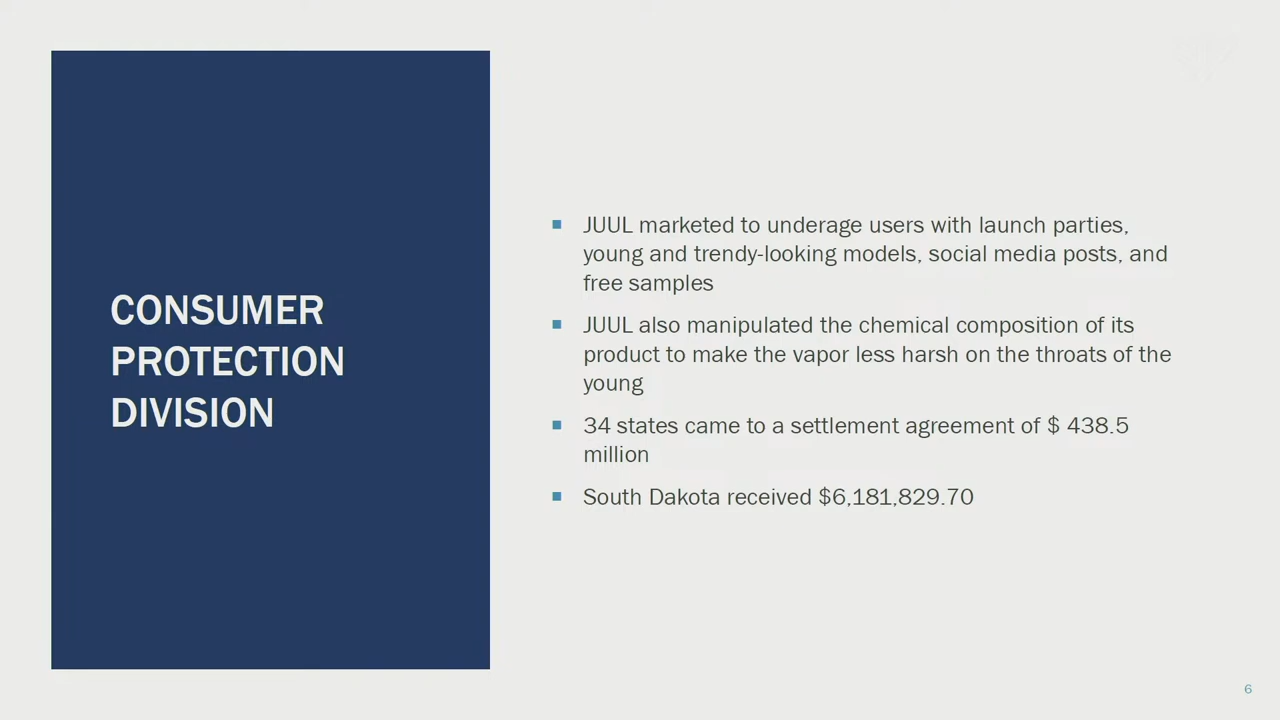 CONSUMER
PROTECTION
DIVISION
JUUL marketed to underage users with launch parties,
young and trendy-looking models, social media posts, and
free samples
JUUL also manipulated the chemical composition of its
product to make the vapor less harsh on the throats of the
young
34 states came to a settlement agreement of $ 438.5
million
South Dakota received $6,181,829.70
6